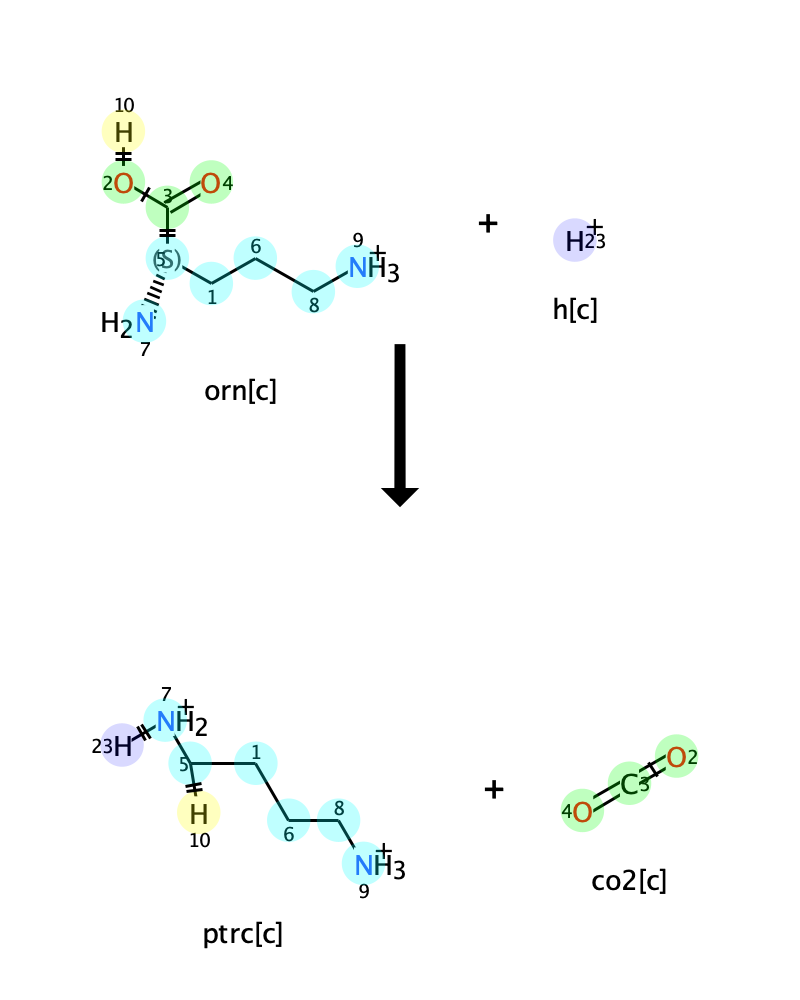 10
H
2O 3 O4
5(S) 6 9
NH3+
+ H+23
1 8
H2N
7
h[c]
orn[c]
7
NH2+
23H
5 1
H
10
6 8
NH3+
9
+ O2
C3
4O
co2[c]
ptrc[c]